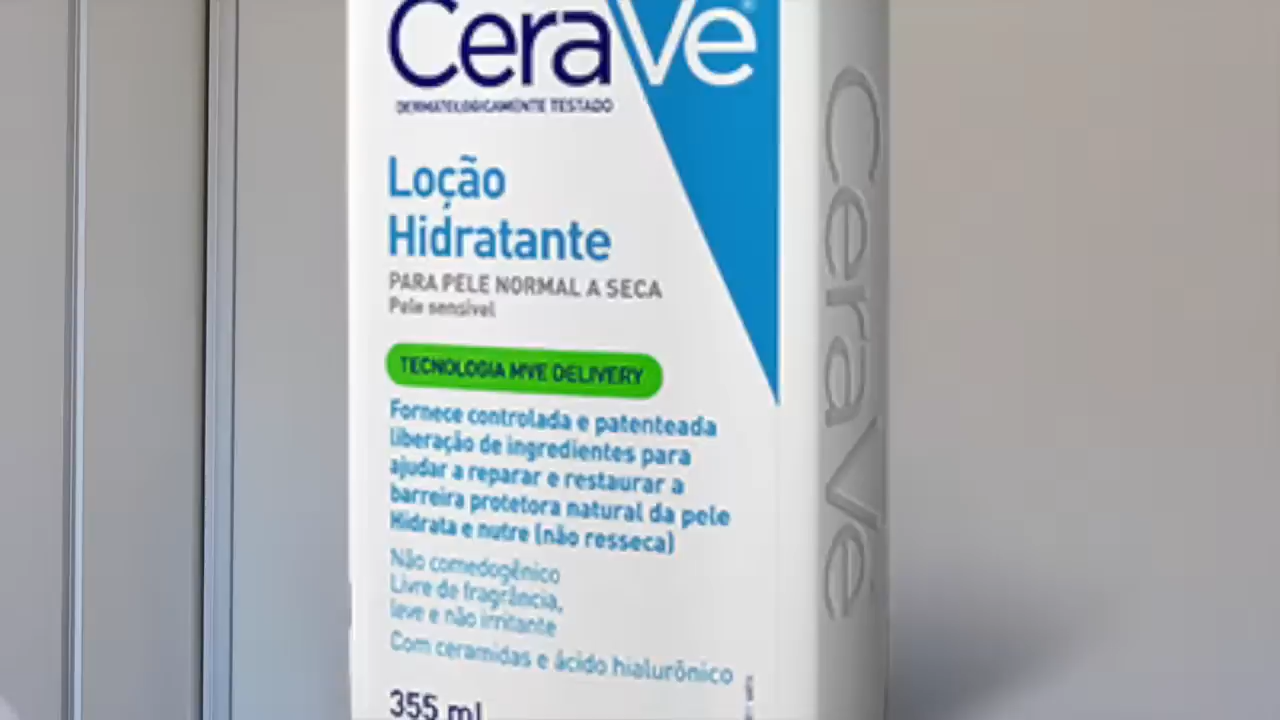 CeraVe
DERMATOLOGICAMENTE TESTADO
Loção
Hidratante
PARA PELE NORMAL A SECA
Pele sensível
TECNOLOGIA MVE DELIVERY
Fornece controlada e patenteada
liberação de ingredientes para
ajudar a reparar e restaurar a
barreira protetora natural da pele
Hidrata e nutre (não resseca)
Não comedogênico
Livre de fragrância,
leve e não irritante
Com ceramidas e ácido hialurônico
355 ml
CeraVe